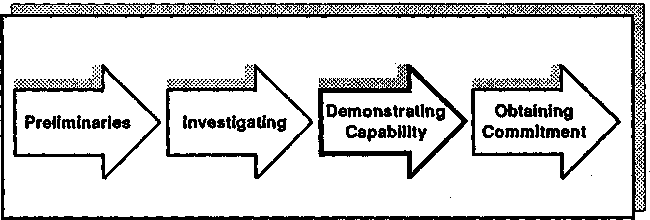 Preliminaries
Investigating
Demonstrating
Capability
Obtaining
Commitment